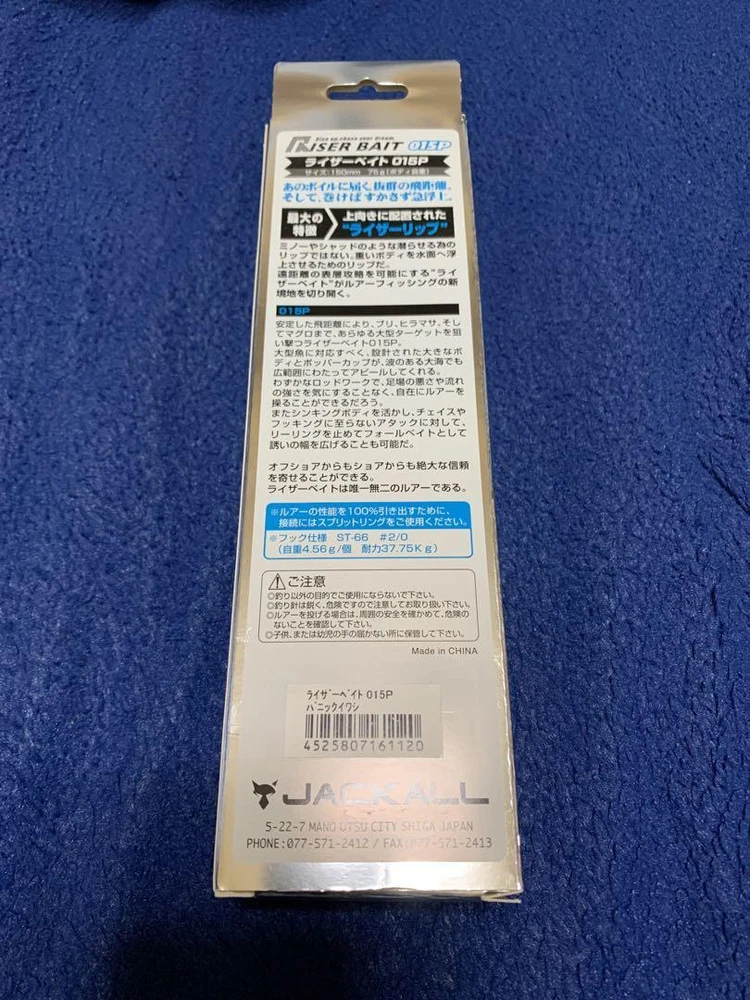 Rise up, chase your dream.
RISER BAIT 015P
ライザーベイト 015P
サイズ:150mm 75g(ボディ自重)
あのボイルに届く、抜群の飛距離。
そして、巻けばすかさず急浮上。
最大の特徴 上向きに配置された
“ライザーリップ”
ミノーやシャッドのような潜らせる為の
リップではない。重いボディを水面へ浮
上させるためのリップだ。
遠距離の表層攻略を可能にする“ライ
ザーベイト”がルアーフィッシングの新
境地を切り開く。
015P
安定した飛距離により、ブリ、ヒラマサ、そし
てマグロまで、あらゆる大型ターゲットを狙
い撃つライザーベイト015P。
大型魚に対応すべく、設計された大きなボ
ディとポッパーカップが、波のある大海でも
広範囲にわたってアピールしてくれる。
わずかなロッドワークで、足場の悪さや流れ
の強さを気にすることなく、自在にルアーを
操ることができるだろう。
またシンキングボディを活かし、チェイスや
フッキングに至らないアタックに対して、
リーリングを止めてフォールベイトとして
誘いの幅を広げることも可能だ。
オフショアからもショアからも絶大な信頼
を寄せることができる。
ライザーベイトは唯一無二のルアーである。
※ルアーの性能を100%引き出すために、
接続にはスプリットリングをご使用ください。
※フック仕様 ST-66 #2/0
(自重4.56g/個 耐力37.75Kg)
ご注意
◎釣り以外の目的でご使用にならないで下さい。
◎釣り針は鋭く、危険ですので注意してお取り扱い下さい。
◎ルアーを投げる場合は、周囲の安全を確かめて、危険の
ないことを確認して下さい。
◎子供、または幼児の手の届かない所に保管して下さい。
Made in CHINA
ライザーベイト 015P
パニックイワシ
4525807161120
JACKALL
5-22-7 MANO OTSU CITY SHIGA JAPAN
PHONE:077-571-2412 / FAX:077-571-2413